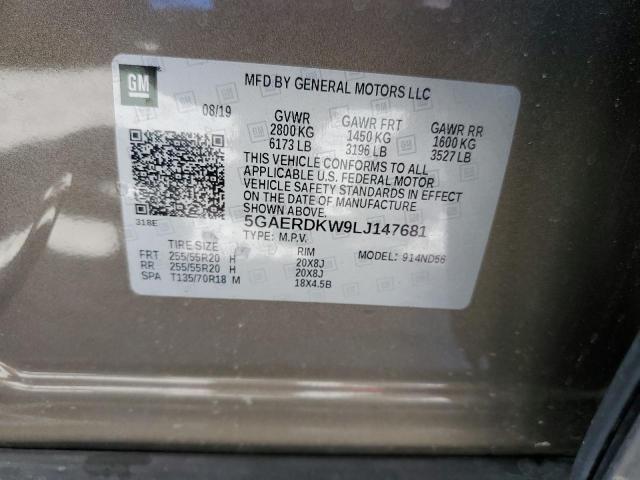 GM
MFD BY GENERAL MOTORS LLC
08/19
GVWR GAWR FRT GAWR RR
2800 KG 1450 KG 1600 KG
6173 LB 3196 LB 3527 LB
THIS VEHICLE CONFORMS TO ALL
APPLICABLE U.S. FEDERAL MOTOR
VEHICLE SAFETY STANDARDS IN EFFECT
ON THE DATE OF MANUFACTURE
SHOWN ABOVE.
318E
5GAERDKW9LJ147681
TYPE: M.P.V. MODEL: 914ND56
TIRE SIZE RIM
FRT 255/55R20 H 20X8J
RR 255/55R20 H 20X8J
SPA T135/70R18 M 18X4.5B